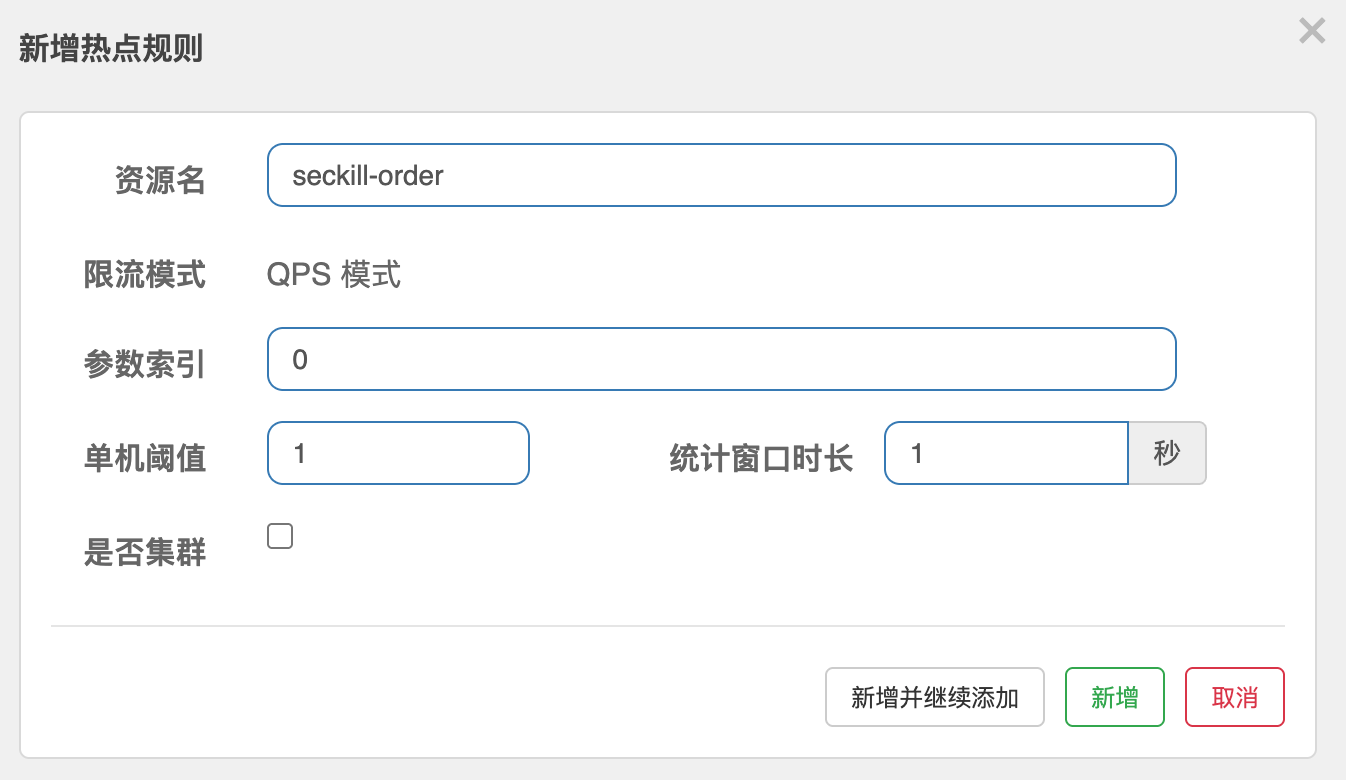 新增热点规则
资源名 seckill-order
限流模式 QPS 模式
参数索引 0
单机阈值 1 统计窗口时长 1 秒
是否集群
新增并继续添加 新增 取消